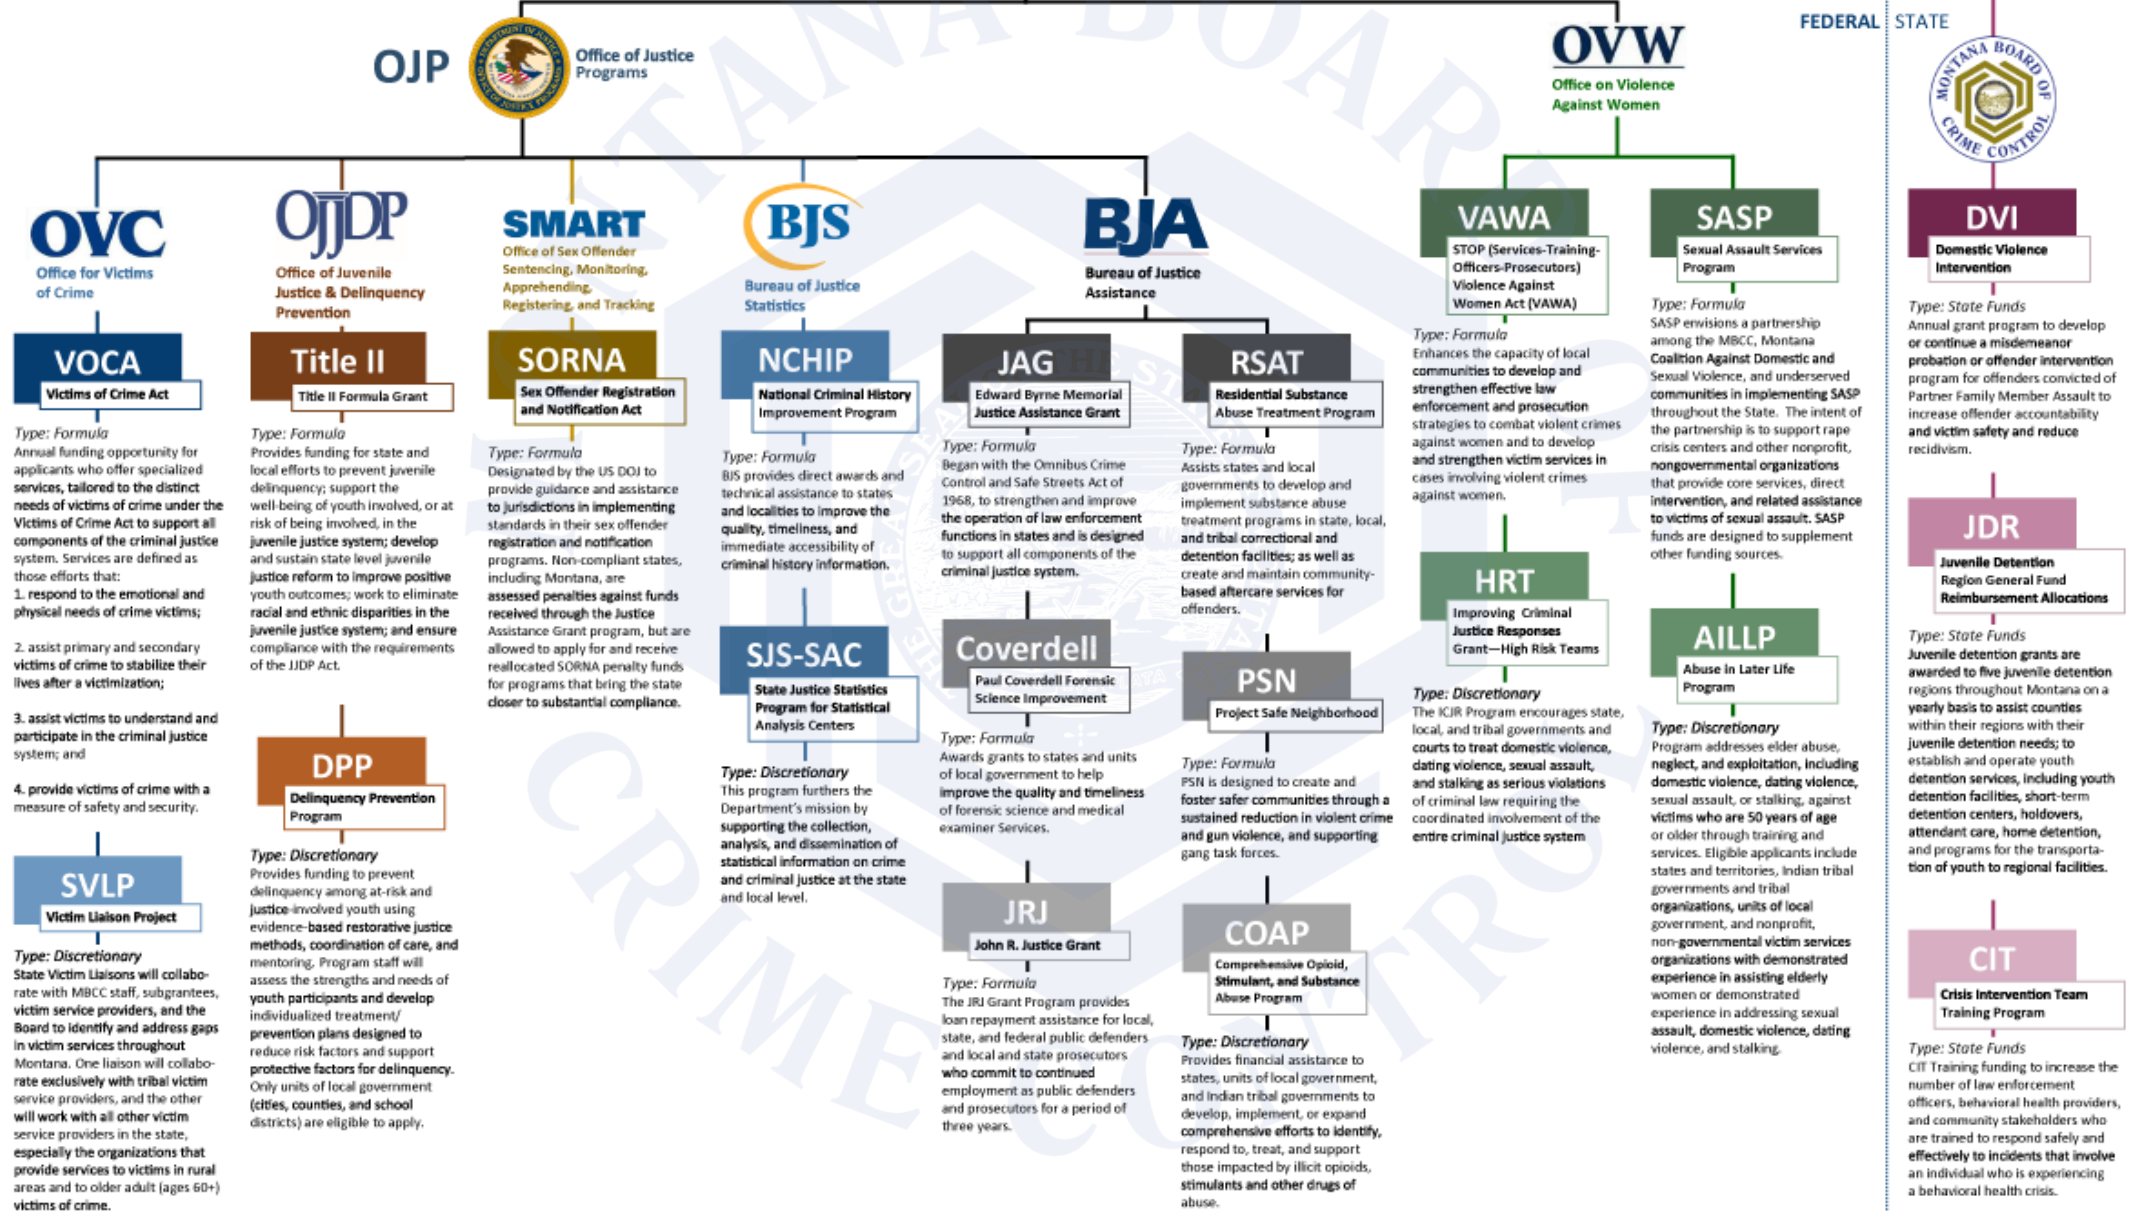 OJP
Office of Justice
Programs
OVW
Office on Violence
Against Women
FEDERAL
STATE
MONTANA BOARD OF
CRIME CONTROL
OVC
Office for Victims
of Crime
VOCA
Victims of Crime Act
Type: Formula
Annual funding opportunity for
applicants who offer specialized
services, tailored to the distinct
needs of victims of crime under the
Victims of Crime Act to support all
components of the criminal justice
system. Services are defined as
those efforts that:
1. respond to the emotional and
physical needs of crime victims;
2. assist primary and secondary
victims of crime to stabilize their
lives after a victimization;
3. assist victims to understand and
participate in the criminal justice
system; and
4. provide victims of crime with a
measure of safety and security.
SVLP
Victim Liaison Project
Type: Discretionary
State Victim Liaisons will collabo-
rate with MBCC staff, subgrantees,
victim service providers, and the
Board to identify and address gaps
in victim services throughout
Montana. One liaison will collabo-
rate exclusively with tribal victim
service providers, and the other
will work with all other victim
service providers in the state,
especially the organizations that
provide services to victims in rural
areas and to older adult (ages 60+)
victims of crime.
OJJDP
Office of Juvenile
Justice & Delinquency
Prevention
Title II
Title II Formula Grant
Type: Formula
Provides funding for state and
local efforts to prevent juvenile
delinquency; support the
well-being of youth involved, or at
risk of being involved, in the
juvenile justice system; develop
and sustain state level juvenile
justice reform to improve positive
youth outcomes; work to eliminate
racial and ethnic disparities in the
juvenile justice system; and ensure
compliance with the requirements
of the JJDP Act.
DPP
Delinquency Prevention
Program
Type: Discretionary
Provides funding to prevent
delinquency among at-risk and
justice-involved youth using
evidence-based restorative justice
methods, coordination of care, and
mentoring. Program staff will
assess the strengths and needs of
youth participants and develop
individualized treatment/
prevention plans designed to
reduce risk factors and support
protective factors for delinquency.
Only units of local government
(cities, counties, and school
districts) are eligible to apply.
SMART
Office of Sex Offender
Sentencing, Monitoring,
Apprehending,
Registering, and Tracking
SORNA
Sex Offender Registration
and Notification Act
Type: Formula
Designated by the US DOJ to
provide guidance and assistance
to jurisdictions in implementing
standards in their sex offender
registration and notification
programs. Non-compliant states,
including Montana, are
assessed penalties against funds
received through the Justice
Assistance Grant program, but are
allowed to apply for and receive
reallocated SORNA penalty funds
for programs that bring the state
closer to substantial compliance.
BJS
Bureau of Justice
Statistics
NCHIP
National Criminal History
Improvement Program
Type: Formula
BJS provides direct awards and
technical assistance to states
and localities to improve the
quality, timeliness, and
immediate accessibility of
criminal history information.
SJS-SAC
State Justice Statistics
Program for Statistical
Analysis Centers
Type: Discretionary
This program furthers the
Department's mission by
supporting the collection,
analysis, and dissemination of
statistical information on crime
and criminal justice at the state
and local level.
BJA
Bureau of Justice
Assistance
JAG
Edward Byrne Memorial
Justice Assistance Grant
Type: Formula
Began with the Omnibus Crime
Control and Safe Streets Act of
1968, to strengthen and improve
the operation of law enforcement
functions in states and is designed
to support all components of the
criminal justice system.
Coverdell
Paul Coverdell Forensic
Science Improvement
Type: Formula
Awards grants to states and units
of local government to help
improve the quality and timeliness
of forensic science and medical
examiner Services.
JRJ
John R. Justice Grant
Type: Formula
The JRJ Grant Program provides
loan repayment assistance for local,
state, and federal public defenders
and local and state prosecutors
who commit to continued
employment as public defenders
and prosecutors for a period of
three years.
RSAT
Residential Substance
Abuse Treatment Program
Type: Formula
Assists states and local
governments to develop and
implement substance abuse
treatment programs in state, local,
and tribal correctional and
detention facilities; as well as
create and maintain community-
based aftercare services for
offenders.
PSN
Project Safe Neighborhood
Type: Formula
PSN is designed to create and
foster safer communities through a
sustained reduction in violent crime
and gun violence, and supporting
gang task forces.
COAP
Comprehensive Opioid,
Stimulant, and Substance
Abuse Program
Type: Discretionary
Provides financial assistance to
states, units of local government,
and Indian tribal governments to
develop, implement, or expand
comprehensive efforts to identify,
respond to, treat, and support
those impacted by illicit opioids,
stimulants and other drugs of
abuse.
VAWA
STOP (Services-Training-
Officers-Prosecutors)
Violence Against
Women Act (VAWA)
Type: Formula
Enhances the capacity of local
communities to develop and
strengthen effective law
enforcement and prosecution
strategies to combat violent crimes
against women and to develop
and strengthen victim services in
cases involving violent crimes
against women.
HRT
Improving Criminal
Justice Responses
Grant—High Risk Teams
Type: Discretionary
The ICJR Program encourages state,
local, and tribal governments and
courts to treat domestic violence,
dating violence, sexual assault,
and stalking as serious violations
of criminal law requiring the
coordinated involvement of the
entire criminal justice system
SASP
Sexual Assault Services
Program
Type: Formula
SASP envisions a partnership
among the MBCC, Montana
Coalition Against Domestic and
Sexual Violence, and underserved
communities in implementing SASP
throughout the State. The intent of
the partnership is to support rape
crisis centers and other nonprofit,
nongovernmental organizations
that provide core services, direct
intervention, and related assistance
to victims of sexual assault. SASP
funds are designed to supplement
other funding sources.
AILLP
Abuse in Later Life
Program
Type: Discretionary
Program addresses elder abuse,
neglect, and exploitation, including
domestic violence, dating violence,
sexual assault, or stalking, against
victims who are 50 years of age
or older through training and
services. Eligible applicants include
states and territories, Indian tribal
governments and tribal
organizations, units of local
government, and nonprofit,
non-governmental victim services
organizations with demonstrated
experience in assisting elderly
women or demonstrated
experience in addressing sexual
assault, domestic violence, dating
violence, and stalking.
DVI
Domestic Violence
Intervention
Type: State Funds
Annual grant program to develop
or continue a misdemeanor
probation or offender intervention
program for offenders convicted of
Partner Family Member Assault to
increase offender accountability
and victim safety and reduce
recidivism.
JDR
Juvenile Detention
Region General Fund
Reimbursement Allocations
Type: State Funds
Juvenile detention grants are
awarded to five juvenile detention
regions throughout Montana on a
yearly basis to assist counties
within their regions with their
juvenile detention needs; to
establish and operate youth
detention services, including youth
detention facilities, short-term
detention centers, holdovers,
attendant care, home detention,
and programs for the transporta-
tion of youth to regional facilities.
CIT
Crisis Intervention Team
Training Program
Type: State Funds
CIT Training funding to increase the
number of law enforcement
officers, behavioral health providers,
and community stakeholders who
are trained to respond safely and
effectively to incidents that involve
an individual who is experiencing
a behavioral health crisis.
MONTANA BOARD OF
CRIME CONTROL